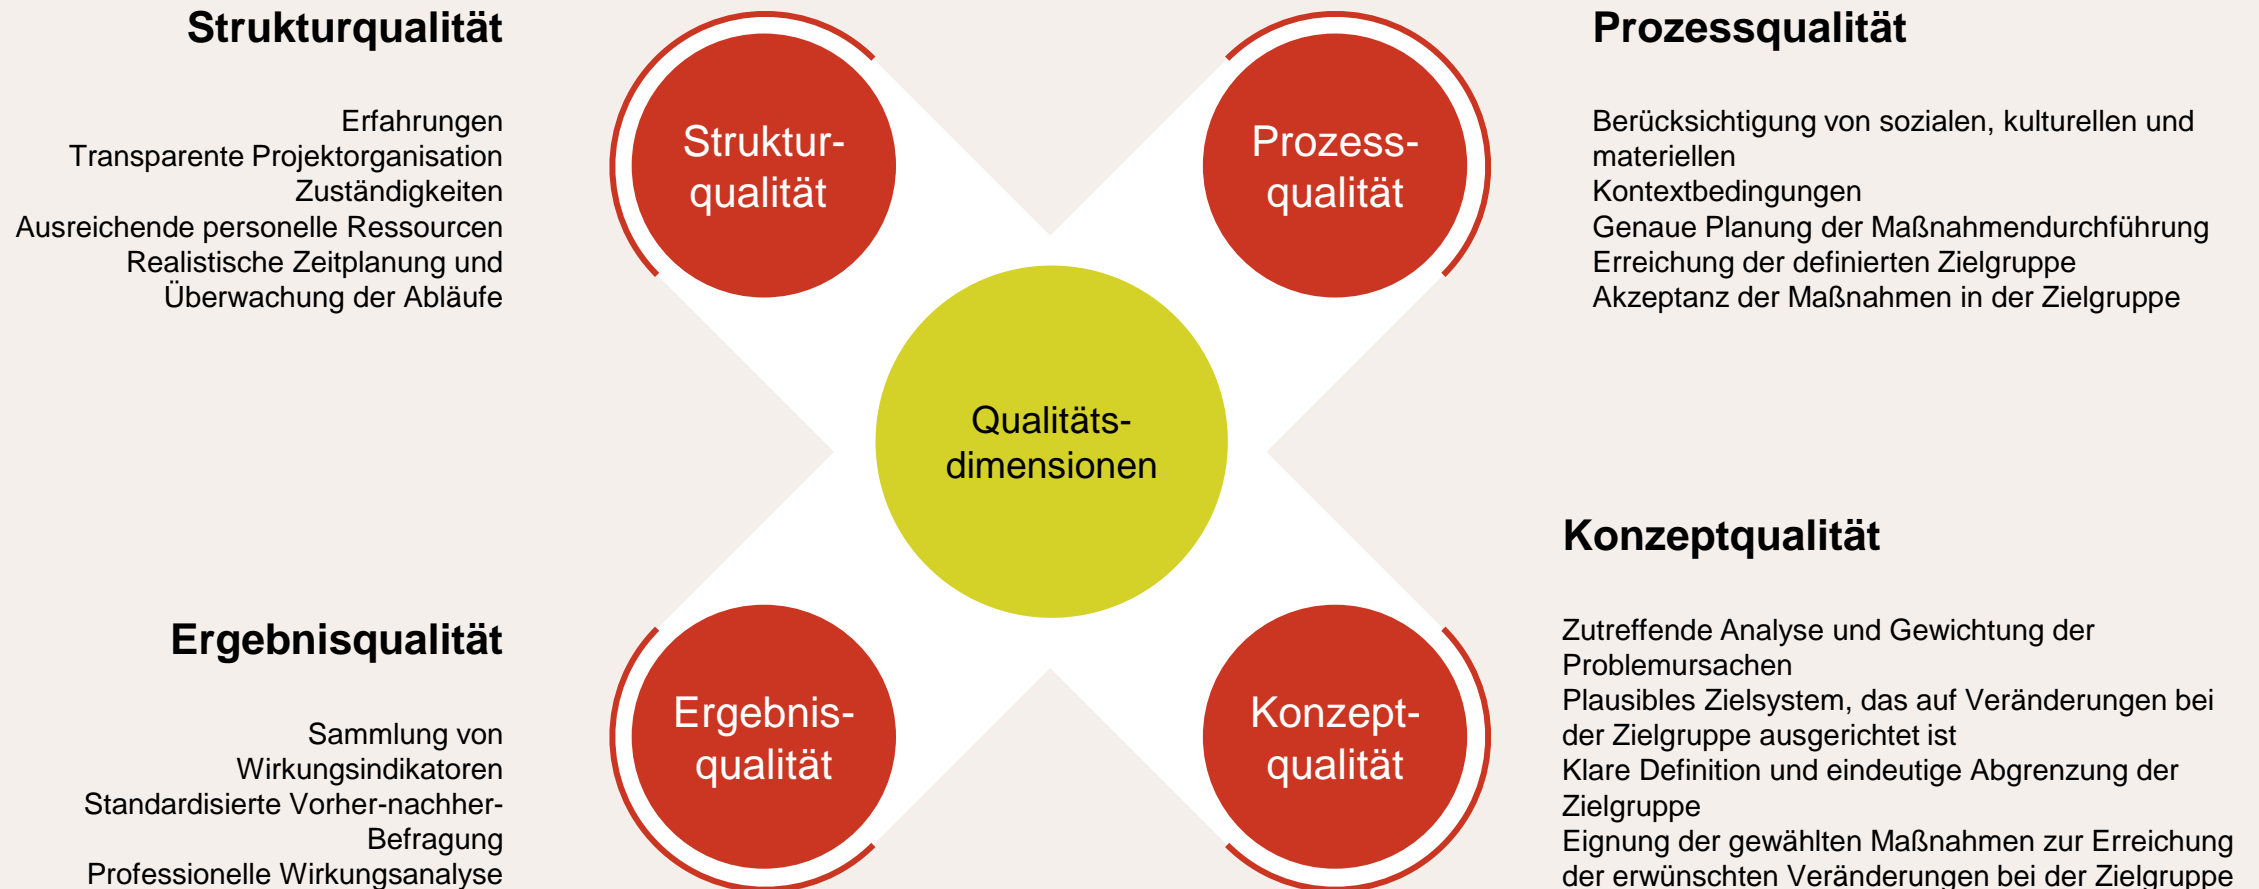 Strukturqualität
Erfahrungen
Transparente Projektorganisation
Zuständigkeiten
Ausreichende personelle Ressourcen
Realistische Zeitplanung und
Überwachung der Abläufe
Struktur-
qualität
Prozess-
qualität
Prozessqualität
Berücksichtigung von sozialen, kulturellen und
materiellen
Kontextbedingungen
Genaue Planung der Maßnahmendurchführung
Erreichung der definierten Zielgruppe
Akzeptanz der Maßnahmen in der Zielgruppe
Qualitäts-
dimensionen
Ergebnisqualität
Sammlung von
Wirkungsindikatoren
Standardisierte Vorher-nachher-
Befragung
Professionelle Wirkungsanalyse
Ergebnis-
qualität
Konzept-
qualität
Konzeptqualität
Zutreffende Analyse und Gewichtung der
Problemursachen
Plausibles Zielsystem, das auf Veränderungen bei
der Zielgruppe ausgerichtet ist
Klare Definition und eindeutige Abgrenzung der
Zielgruppe
Eignung der gewählten Maßnahmen zur Erreichung
der erwünschten Veränderungen bei der Zielgruppe